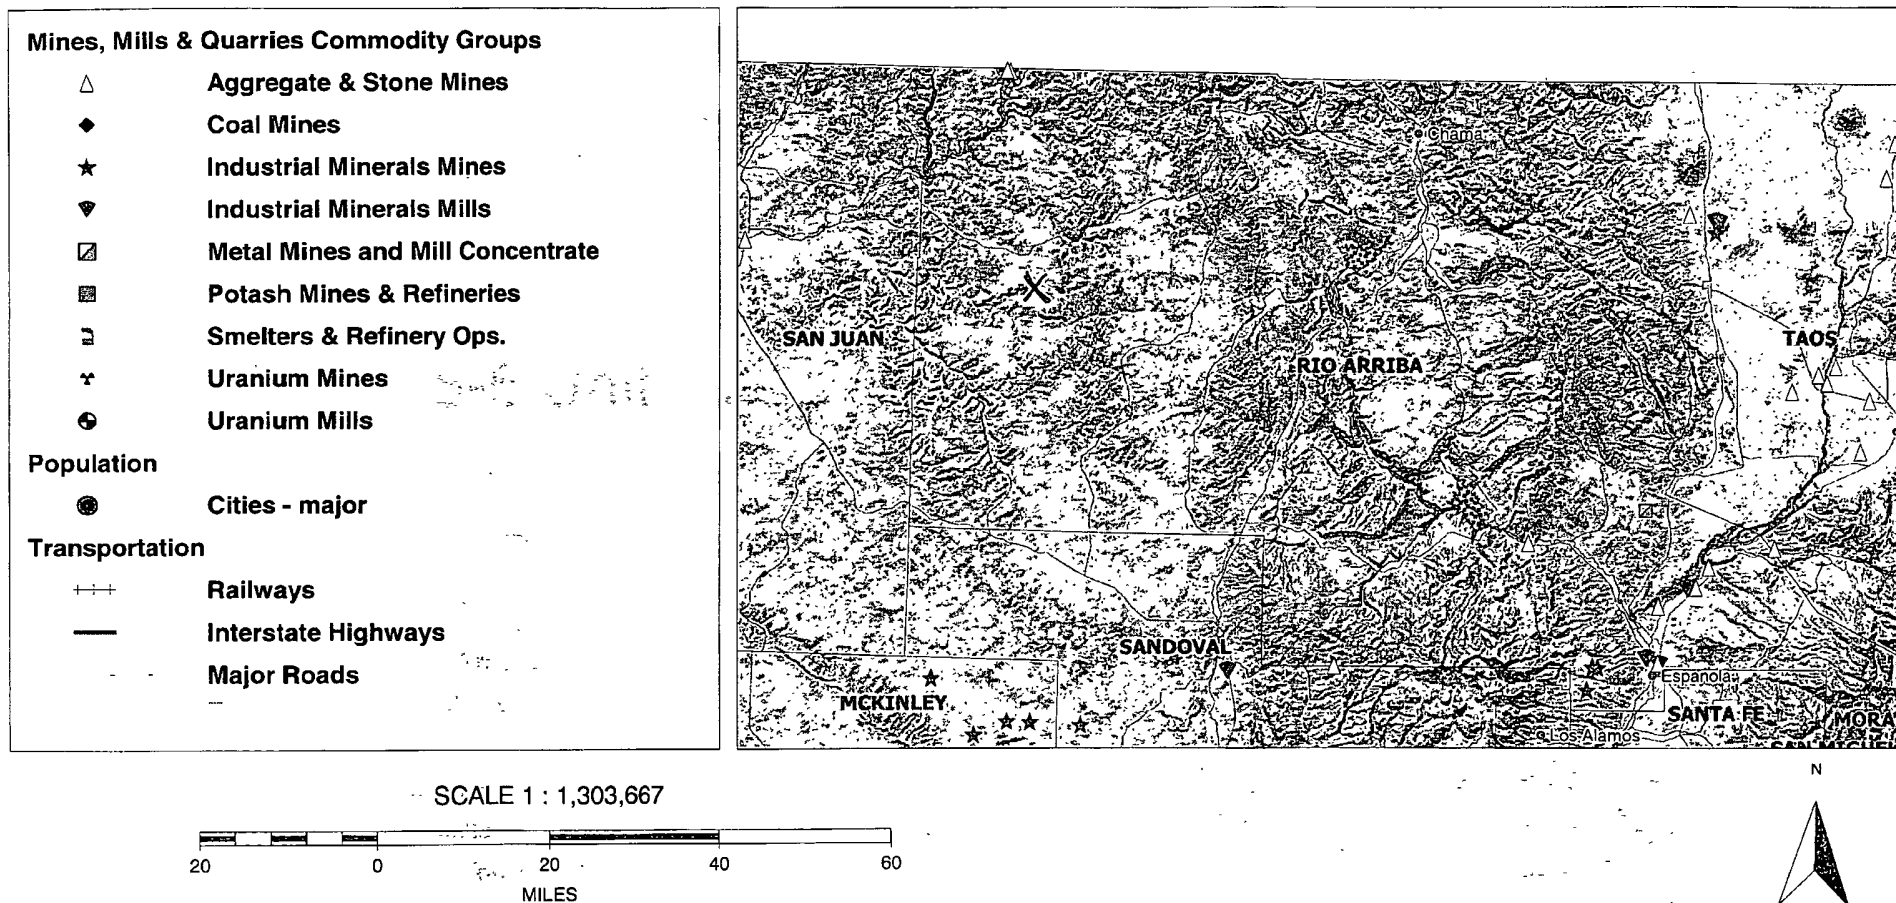 Mines, Mills & Quarries Commodity Groups
Aggregate & Stone Mines
Coal Mines
Industrial Minerals Mines
Industrial Minerals Mills
Metal Mines and Mill Concentrate
Potash Mines & Refineries
Smelters & Refinery Ops.
Uranium Mines
Uranium Mills
Population
Cities - major
Transportation
Railways
Interstate Highways
Major Roads
Chama
SAN JUAN
TAOS
RIO ARRIBA
SANDOVAL
MCKINLEY
Espanola
SANTA FE
MORA
Los Alamos
SAN MIGUEL
SCALE 1 : 1,303,667
20 0 20 40 60
MILES
N